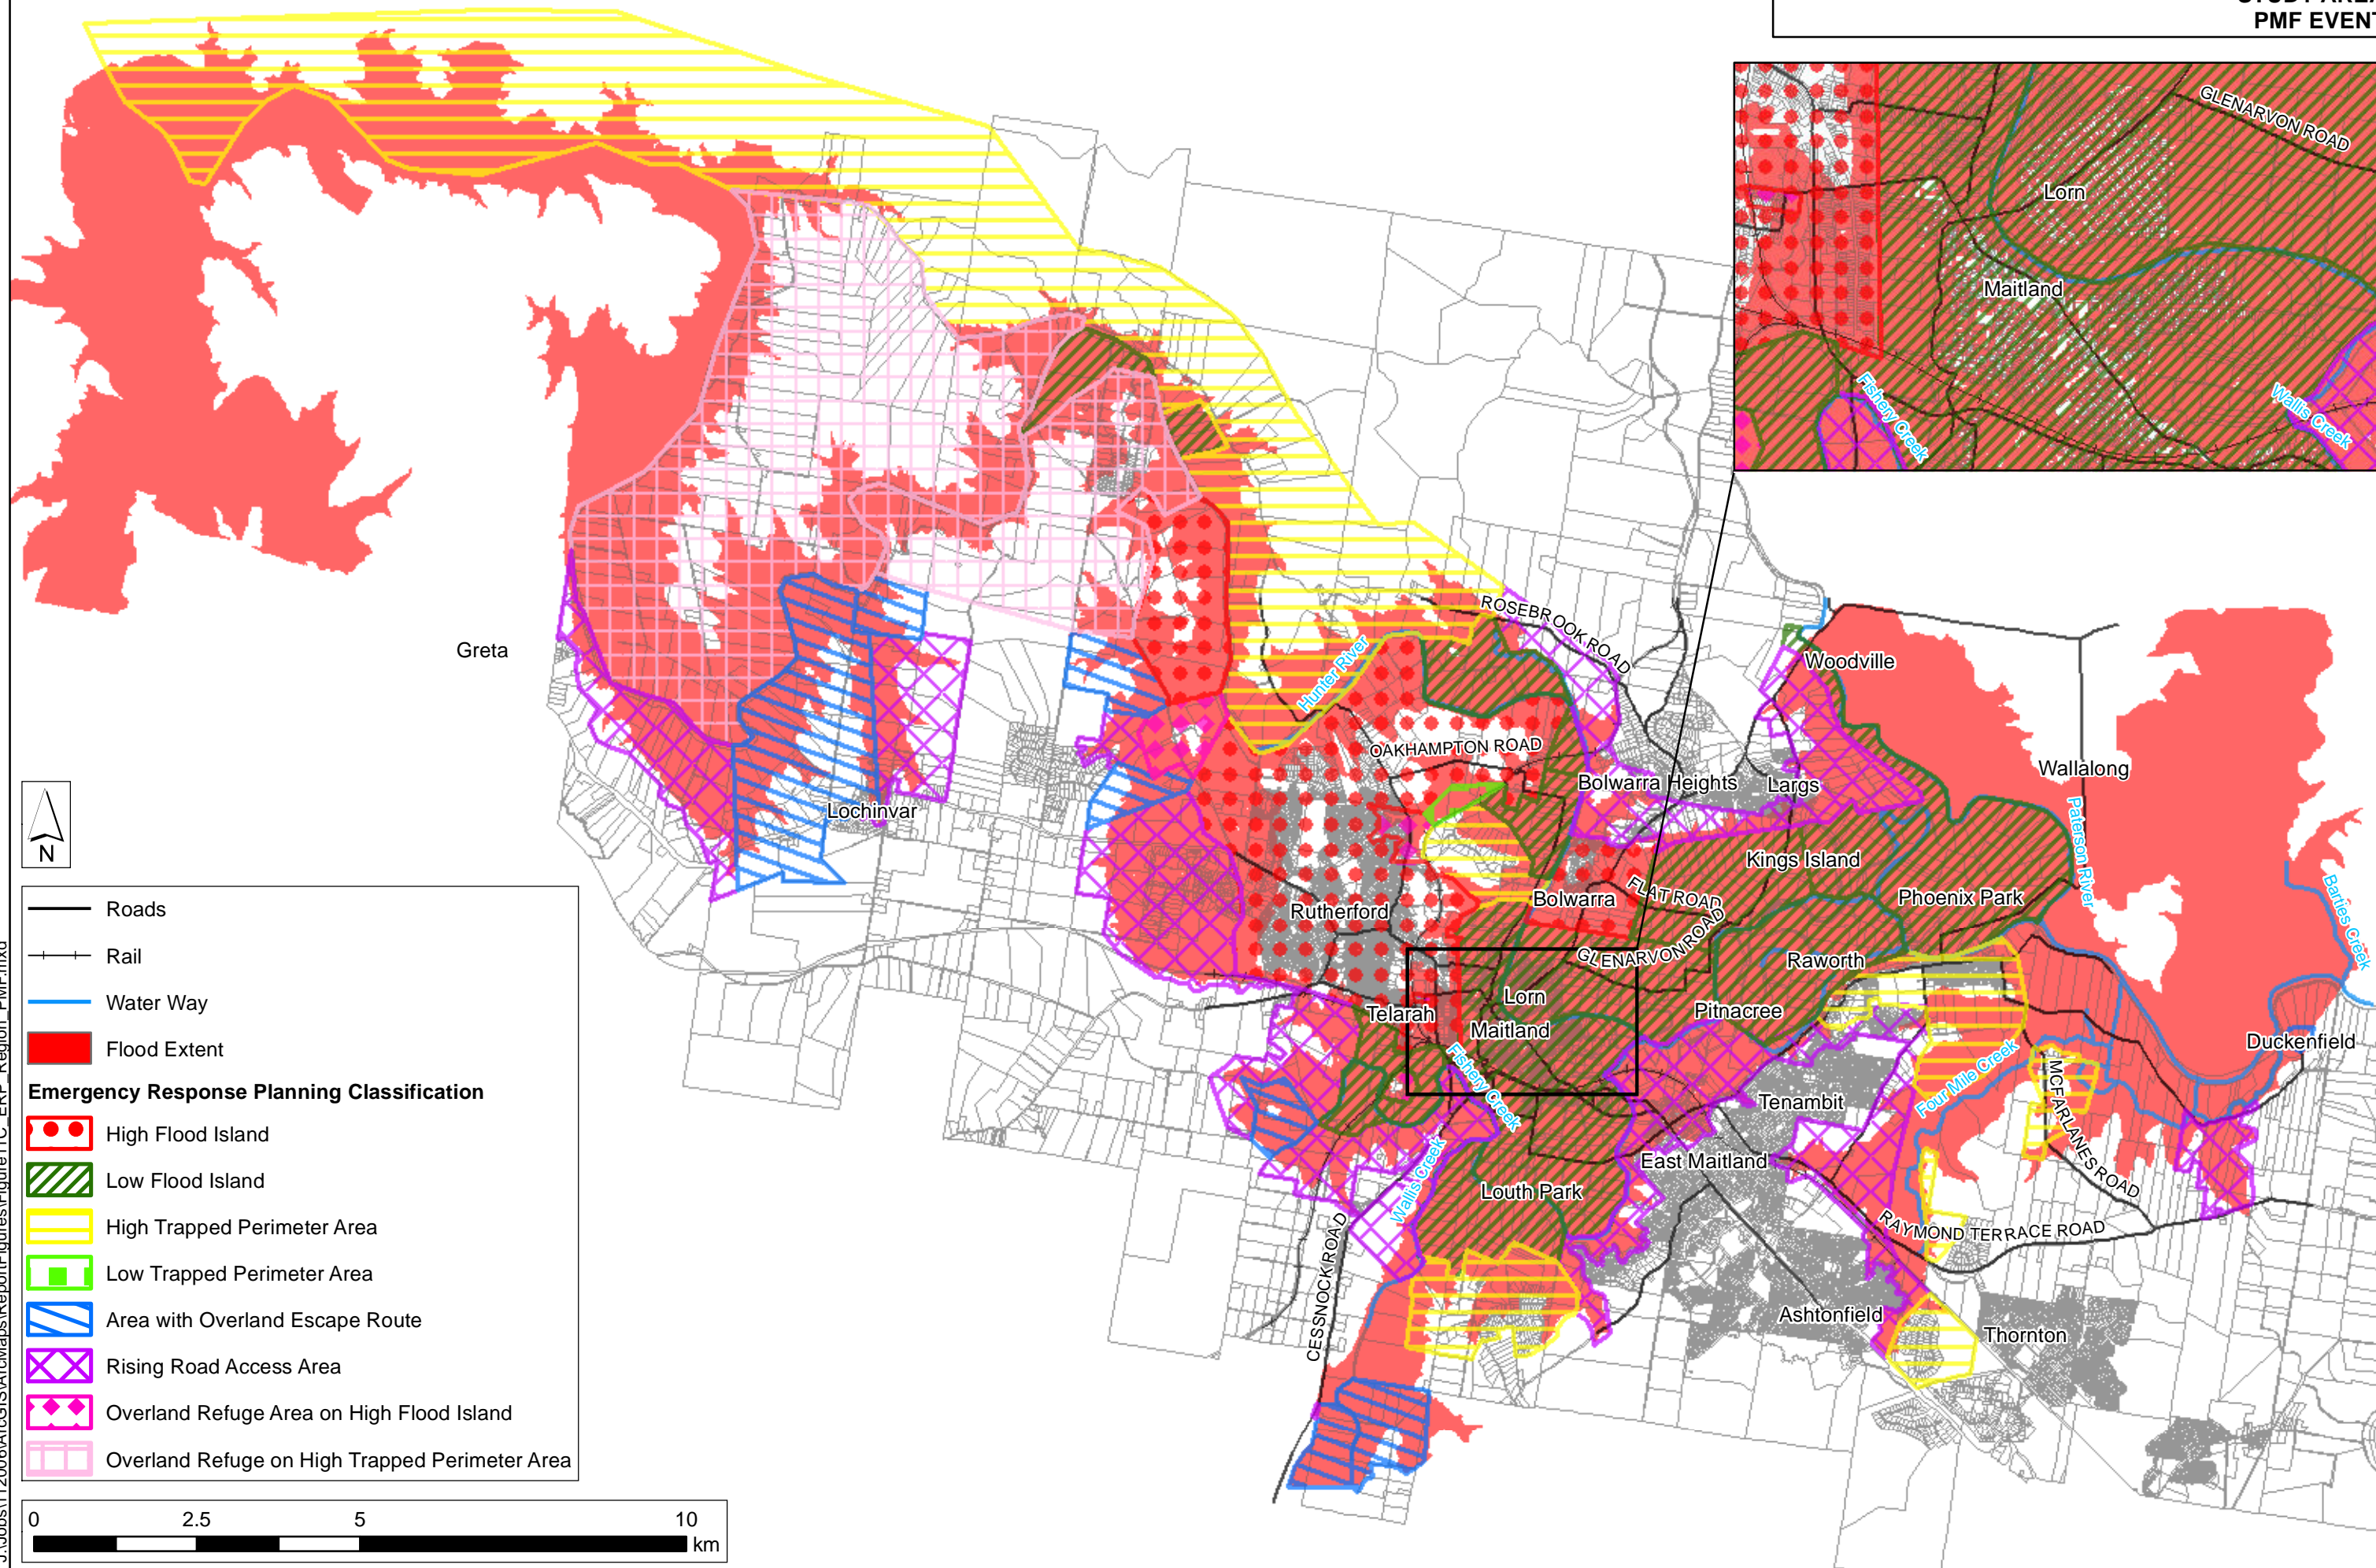 PMF EVENT
GLENARVON ROAD
Lorn
Maitland
Fishery Creek
Wallis Creek
ROSEBROOK ROAD
Hunter River
Greta
Woodville
OAKHAMPTON ROAD
Bolwarra Heights
Largs
Wallalong
Lochinvar
Paterson River
Kings Island
Barties Creek
FLAT ROAD
Bolwarra
Phoenix Park
Rutherford
GLENARVON ROAD
Raworth
Lorn
Pitnacree
Telarah
Maitland
Duckenfield
Fishery Creek
Four Mile Creek
MCFARLANES ROAD
Tenambit
East Maitland
Wallis Creek
Louth Park
RAYMOND TERRACE ROAD
CESSNOCK ROAD
Ashtonfield
Thornton
N
Roads
Rail
Water Way
Flood Extent
Emergency Response Planning Classification
High Flood Island
Low Flood Island
High Trapped Perimeter Area
Low Trapped Perimeter Area
Area with Overland Escape Route
Rising Road Access Area
Overland Refuge Area on High Flood Island
Overland Refuge on High Trapped Perimeter Area
0 2.5 5 10
km